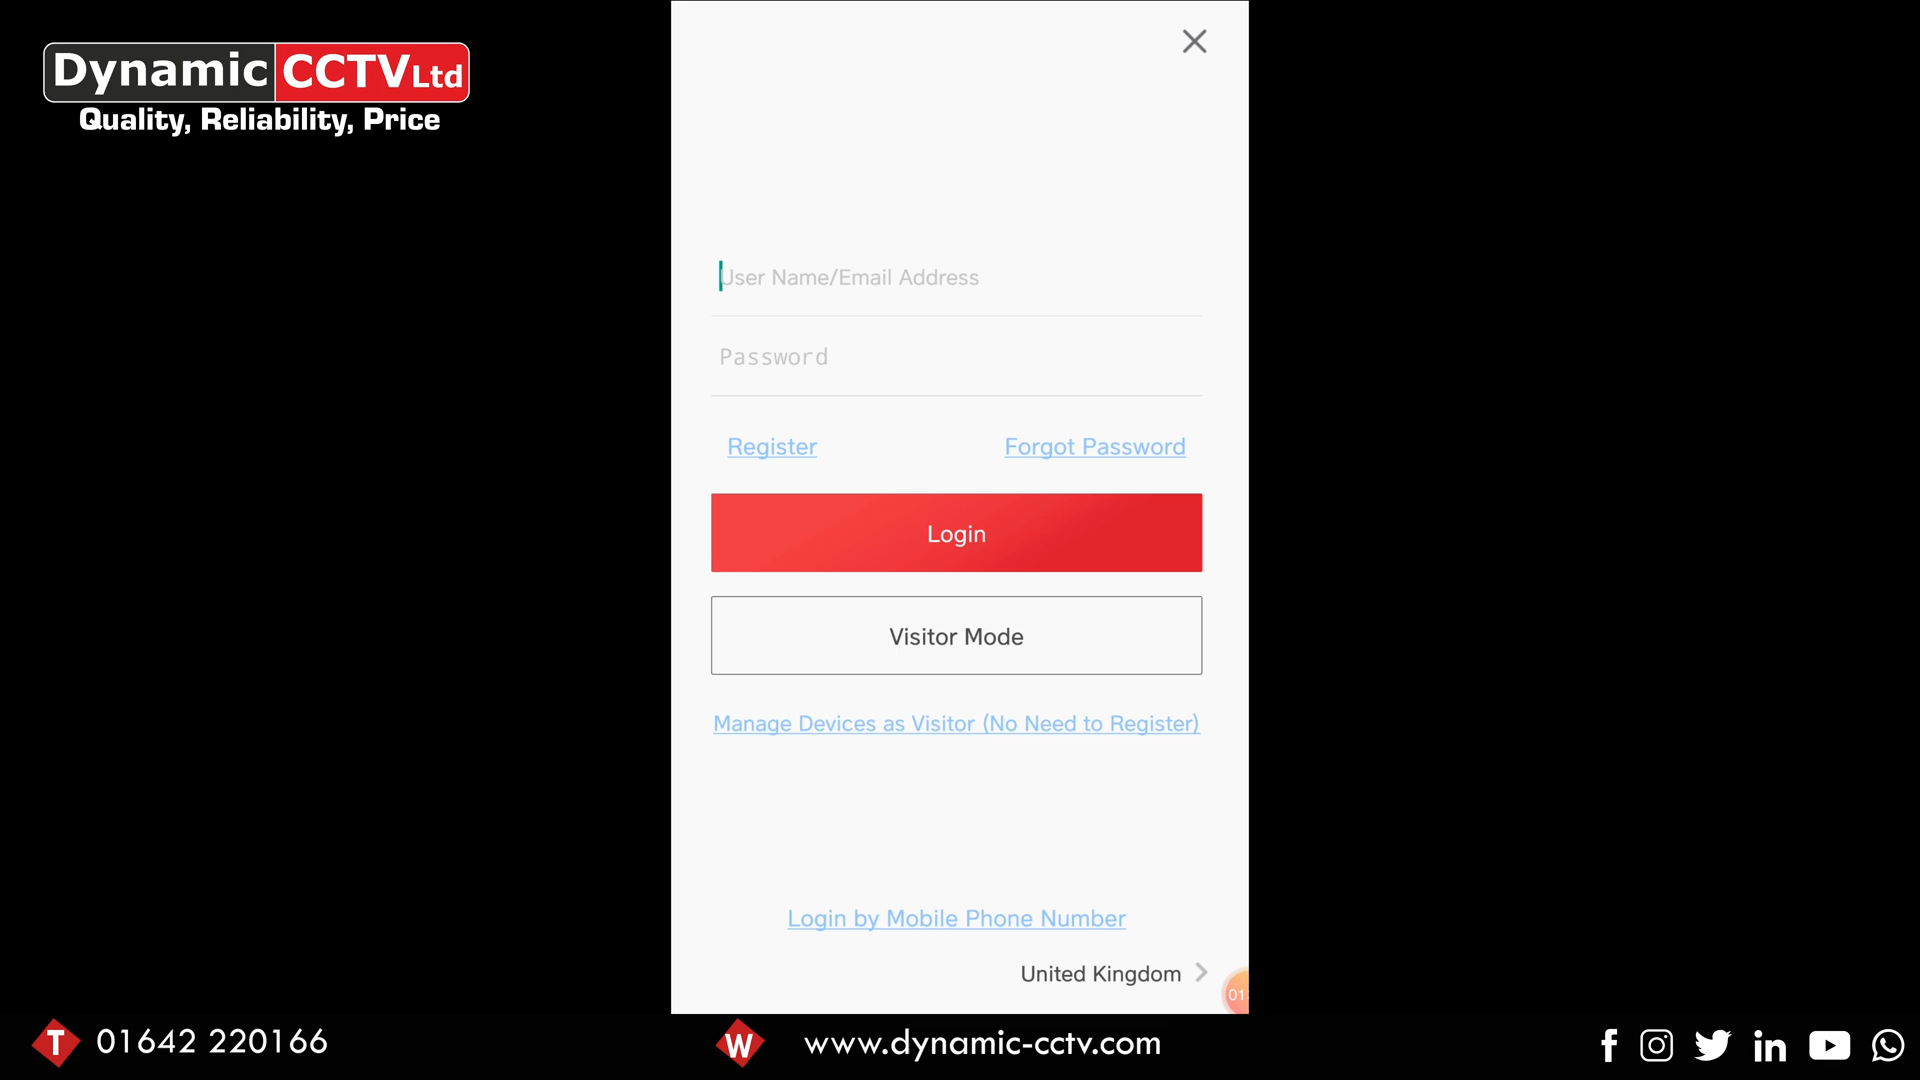 Dynamic CCTV Ltd
Quality, Reliability, Price
User Name/Email Address
Password
Register
Forgot Password
Login
Visitor Mode
Manage Devices as Visitor (No Need to Register)
Login by Mobile Phone Number
United Kingdom
01
T 01642 220166
W www.dynamic-cctv.com